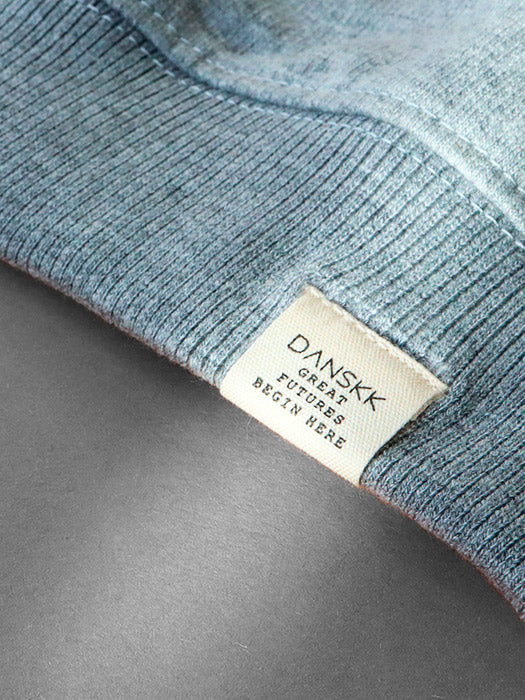 DANSKK
GREAT
FUTURES
BEGIN HERE